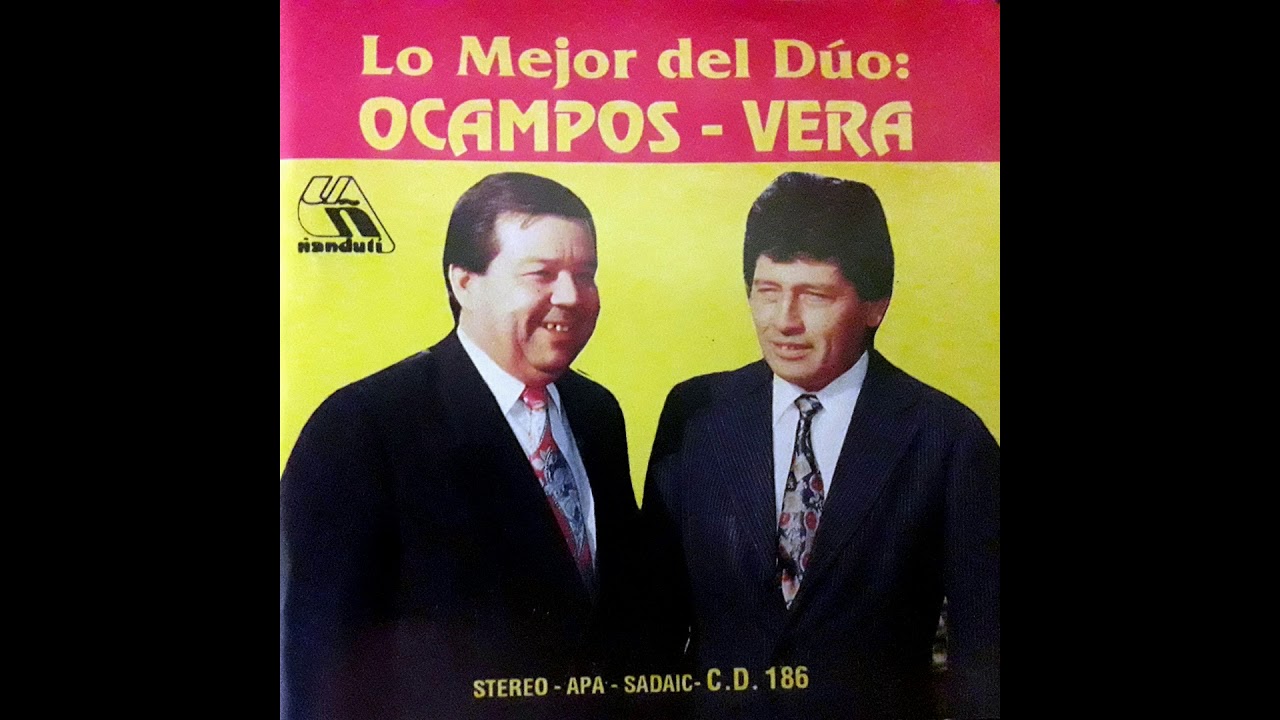 Lo Mejor del Dúo:
OCAMPOS - VERA
ñanduti
STEREO - APA - SADAIC- C.D. 186